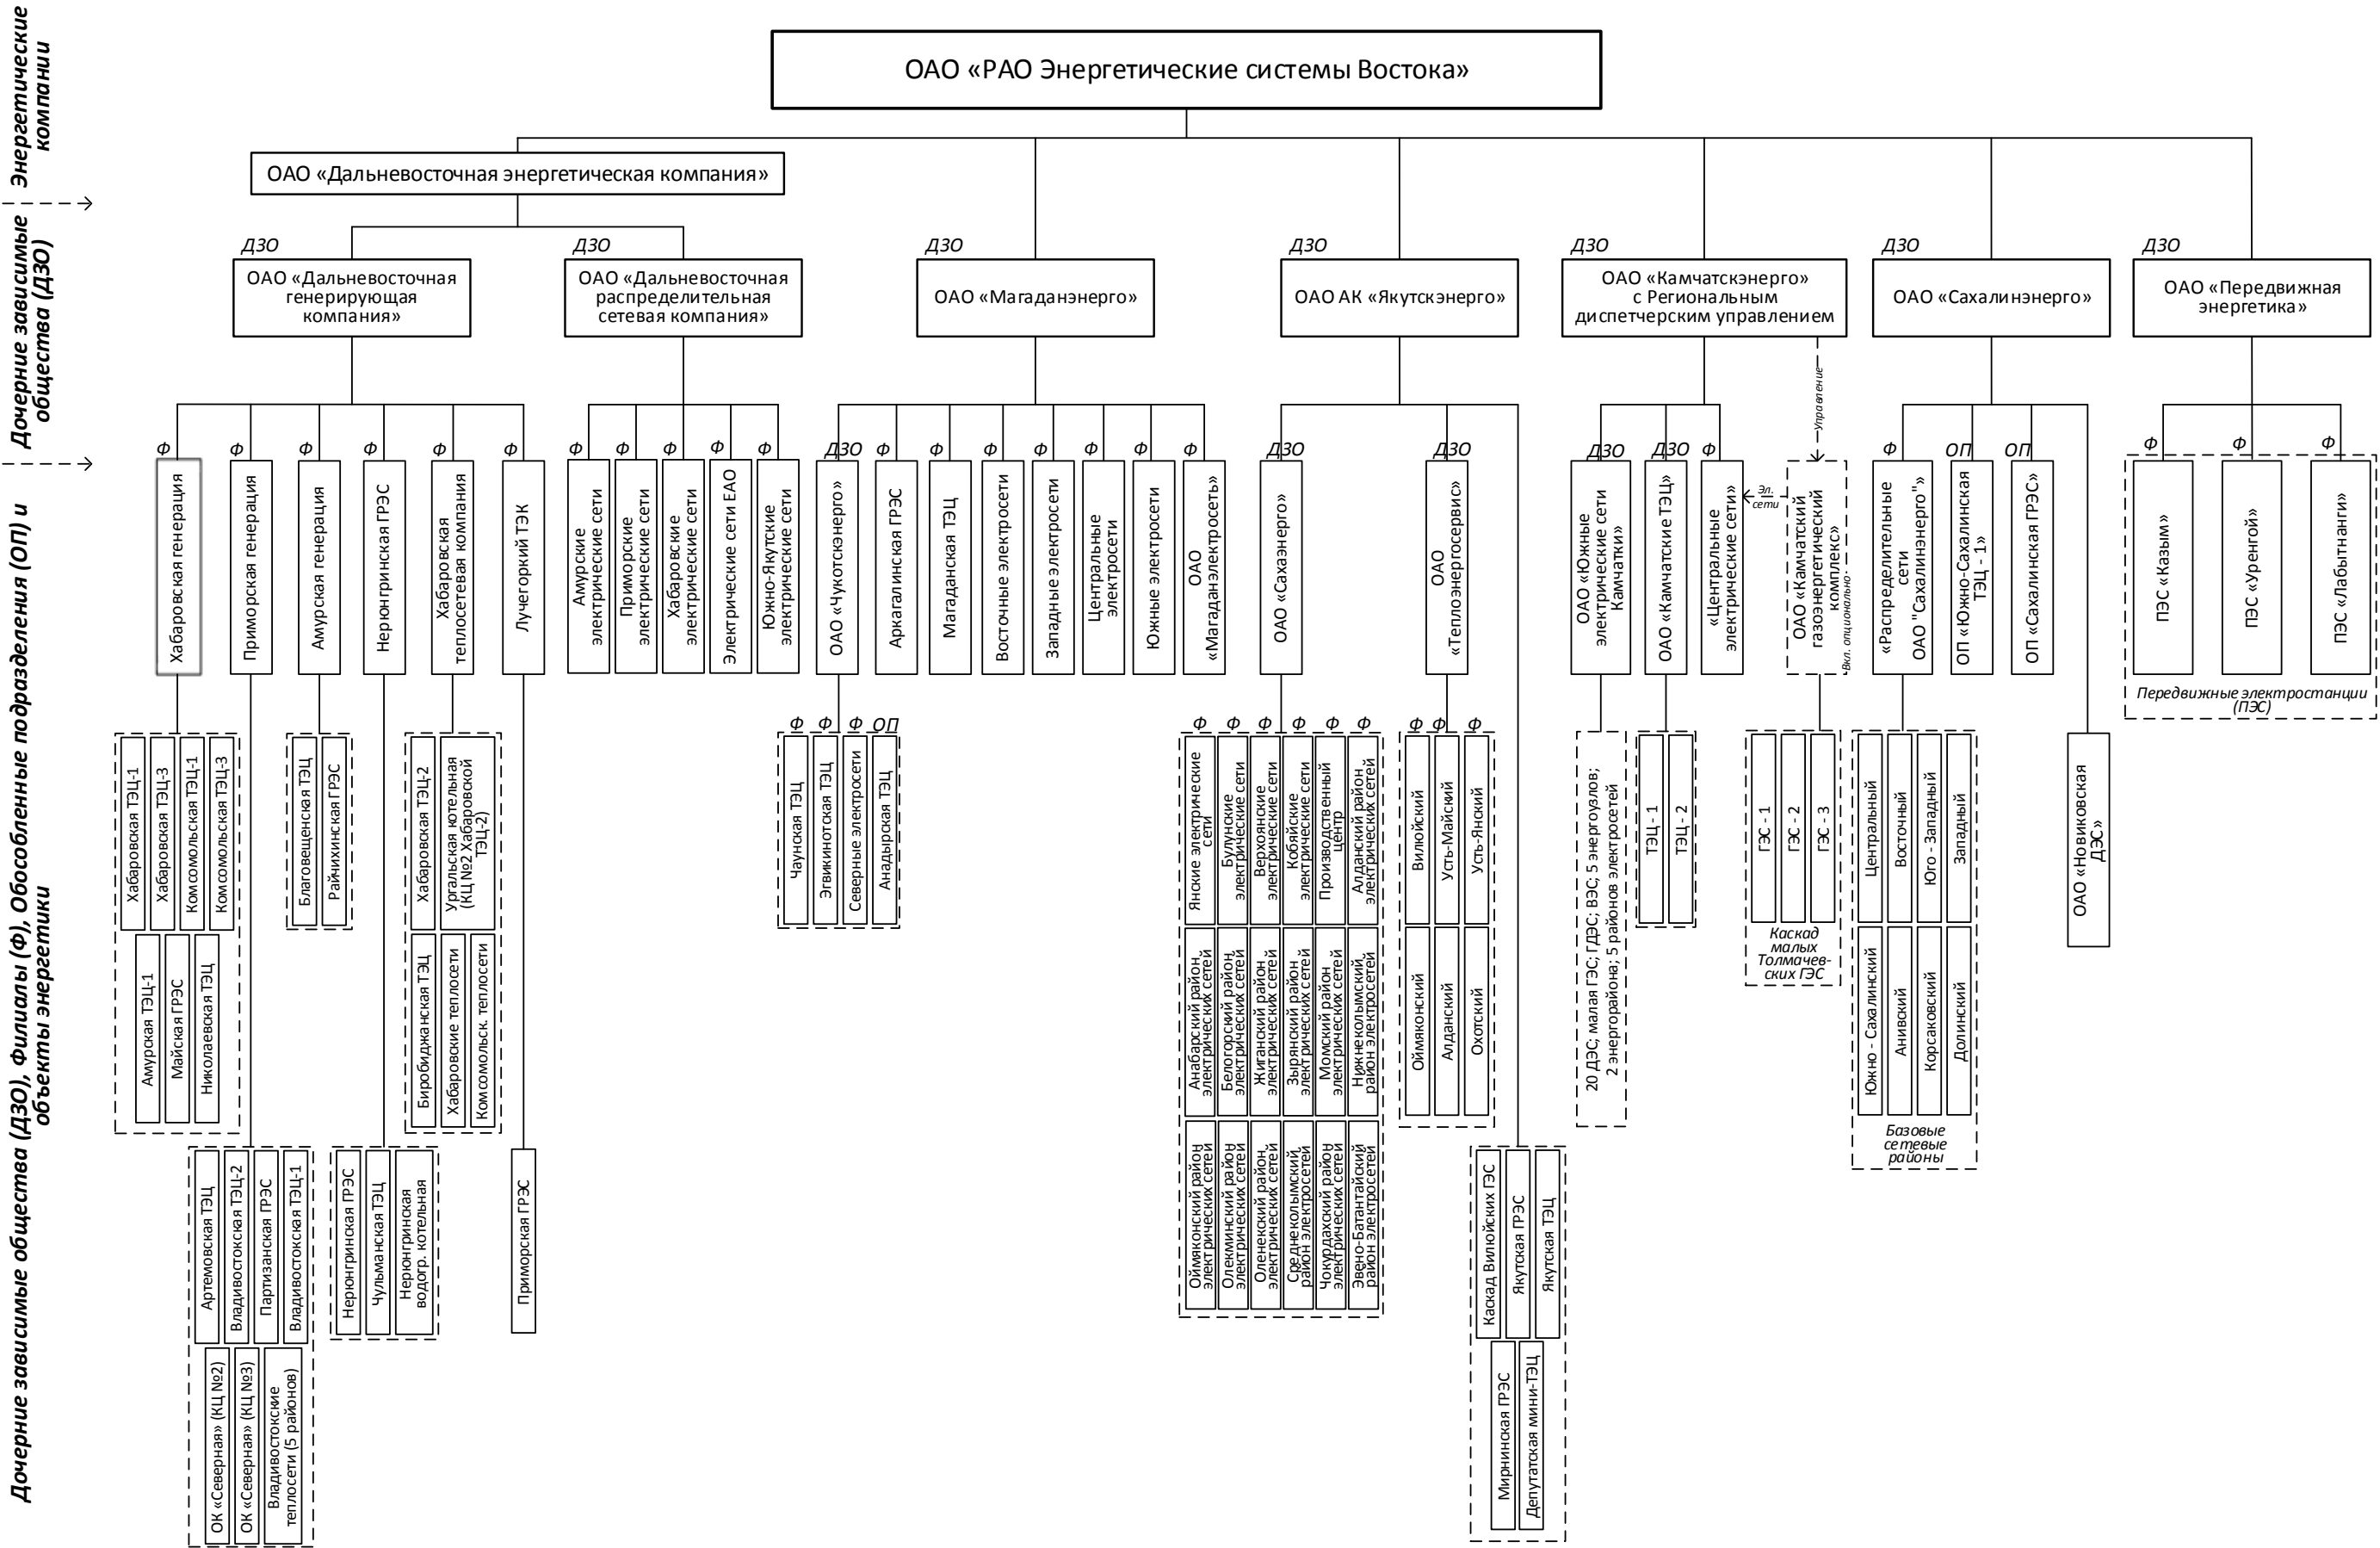 Энергетические
компании
Дочерние зависимые
общества (ДЗО)
Дочерние зависимые общества (ДЗО), Филиалы (Ф), Обособленные подразделения (ОП) и
объекты энергетики
ОАО «РАО Энергетические системы Востока»
ОАО «Дальневосточная энергетическая компания»
ДЗО
ОАО «Дальневосточная
генерирующая
компания»
ДЗО
ОАО «Дальневосточная
распределительная
сетевая компания»
ДЗО
ОАО «Магаданэнерго»
ДЗО
ОАО АК «Якутскэнерго»
ДЗО
ОАО «Камчатскэнерго»
с Региональным
диспетчерским управлением
ДЗО
ОАО «Сахалинэнерго»
ДЗО
ОАО «Передвижная
энергетика»
Управление
Ф
Хабаровская генерация
Ф
Приморская генерация
Ф
Амурская генерация
Ф
Нерюнгринская ГРЭС
Ф
Хабаровская
теплосетевая компания
Ф
Лучегоркий ТЭК
Ф
Амурские
электрические сети
Ф
Приморские
электрические сети
Ф
Хабаровские
электрические сети
Ф
Электрические сети ЕАО
Ф
Южно-Якутские
электрические сети
ДЗО
ОАО «Чукотскэнерго»
Ф
Аркагалинская ГРЭС
Ф
Магаданская ТЭЦ
Ф
Восточные электросети
Ф
Западные электросети
Ф
Центральные
электросети
Ф
Южные электросети
Ф
ОАО
«Магаданэлектросеть»
ДЗО
ОАО «Сахаэнерго»
ДЗО
ОАО
«Теплоэнергосервис»
ДЗО
ОАО «Южные
электрические сети
Камчатки»
ДЗО
ОАО «Камчатские ТЭЦ»
Ф
«Центральные
электрические сети»
Эл.
сети
ОАО «Камчатский
газоэнергетический
комплекс»
Вкл. опционально
Ф
«Распределительные
сети
ОАО "Сахалинэнерго"»
ОП
ОП «Южно-Сахалинская
ТЭЦ - 1»
ОП
ОП «Сахалинская ГРЭС»
Ф
ПЭС «Казым»
Ф
ПЭС «Уренгой»
Ф
ПЭС «Лабытнанги»
Передвижные электростанции
(ПЭС)
Хабаровская ТЭЦ-1
Хабаровская ТЭЦ-3
Комсомольская ТЭЦ-1
Комсомольская ТЭЦ-3
Амурская ТЭЦ-1
Майская ГРЭС
Николаевская ТЭЦ
Благовещенская ТЭЦ
Райчихинская ГРЭС
Хабаровская ТЭЦ-2
Ургальская котельная
(КЦ №2 Хабаровской
ТЭЦ-2)
Биробиджанская ТЭЦ
Хабаровские теплосети
Комсомольск. теплосети
Ф
Чаунская ТЭЦ
Ф
Эгвикинотская ТЭЦ
Ф
Северные электросети
ОП
Анадырская ТЭЦ
Ф
Янские электрические
сети
Ф
Булунские
электрические сети
Ф
Верхоянские
электрические сети
Ф
Кобяйские
электрические сети
Ф
Производственный
центр
Ф
Алданский район
электрических сетей
Анабарский район
электрических сетей
Белогорский район
электрических сетей
Жиганский район
электрических сетей
Зырянский район
электрических сетей
Момский район
электрических сетей
Нижнеколымский
район электросетей
Оймяконский район
электрических сетей
Олекминский район
электрических сетей
Оленекский район
электрических сетей
Среднеколымский
район электросетей
Чокурдахский район
электрических сетей
Эвено-Батантайский
район электросетей
Ф
Вилюйский
Ф
Усть-Майский
Ф
Усть-Янский
Оймяконский
Алданский
Охотский
20 ДЭС; малая ГЭС; ГДЭС; ВЭС; 5 энергоузлов;
2 энергорайона; 5 районов электросетей
ТЭЦ - 1
ТЭЦ - 2
ГЭС - 1
ГЭС - 2
ГЭС - 3
Каскад
малых
Толмачев-
ских ГЭС
Центральный
Восточный
Юго - Западный
Западный
Южно - Сахалинский
Анивский
Корсаковский
Долинский
Базовые
сетевые
районы
ОАО «Новиковская
ДЭС»
Артемовская ТЭЦ
Владивостокская ТЭЦ-2
Партизанская ГРЭС
Владивостокская ТЭЦ-1
ОК «Северная» (КЦ №2)
ОК «Северная» (КЦ №3)
Владивостокские
теплосети (5 районов)
Нерюнгриская ГРЭС
Чульманская ТЭЦ
Нерюнгринская
водогр. котельная
Приморская ГРЭС
Каскад Вилюйских ГЭС
Якутская ГРЭС
Якутская ТЭЦ
Мирнинская ГРЭС
Депутатская мини-ТЭЦ